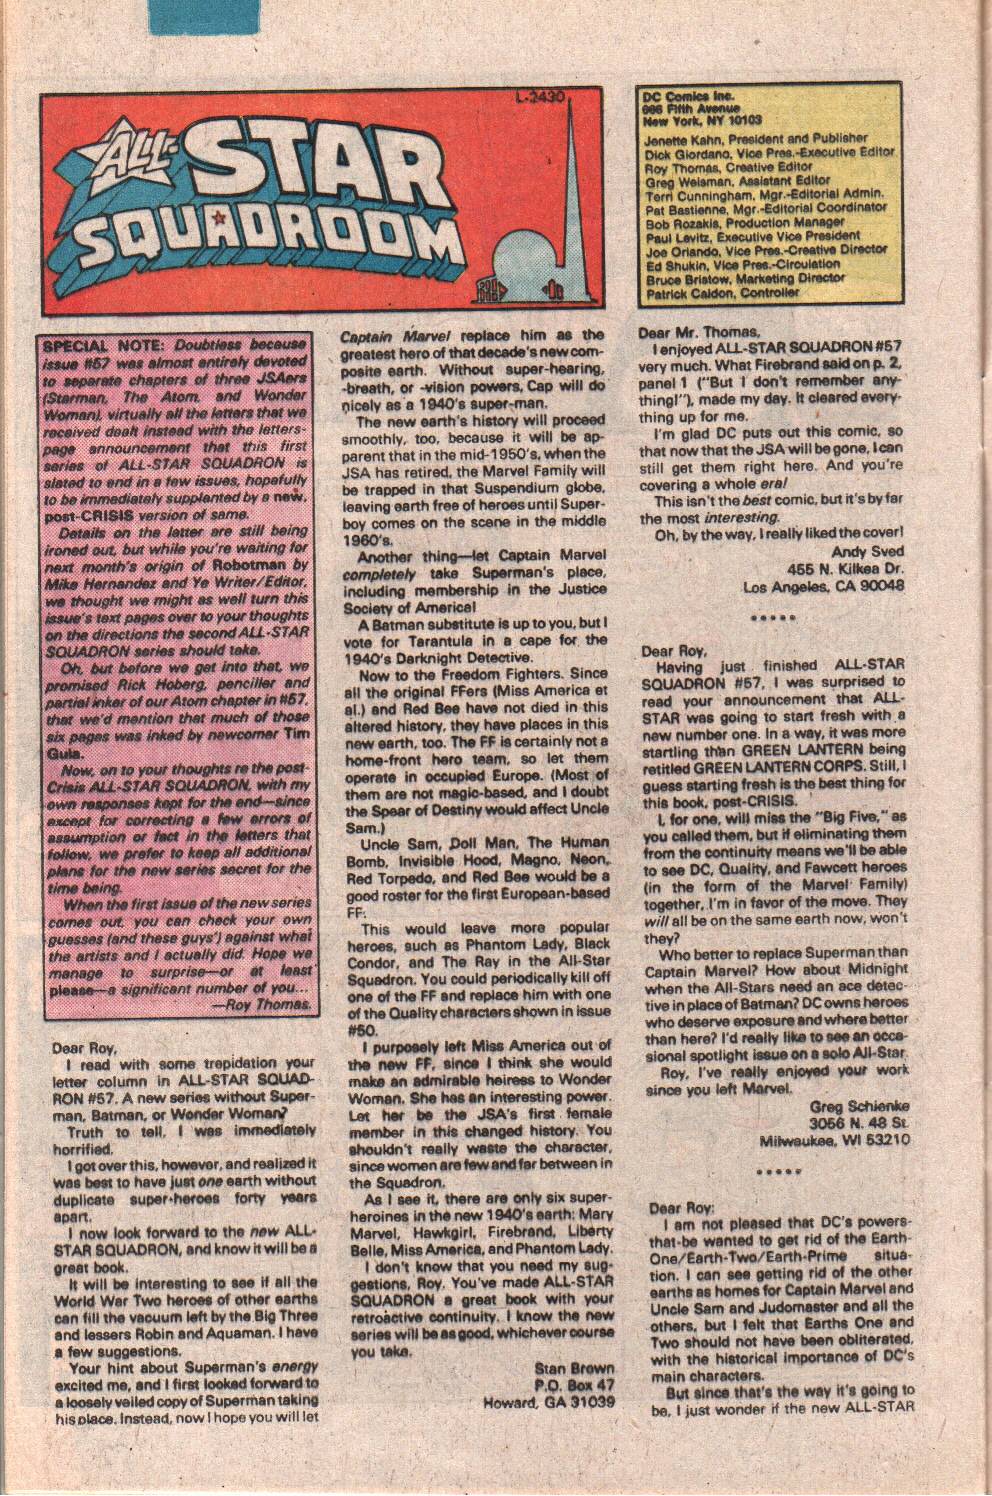 L-2430
ALL-STAR
SQUADROOM
DC Comics Inc.
666 Fifth Avenue
New York, NY 10103
Jenette Kahn, President and Publisher
Dick Giordano, Vice Pres.-Executive Editor
Roy Thomas, Creative Editor
Greg Weisman, Assistant Editor
Terri Cunningham, Mgr.-Editorial Admin.
Pat Bastienne, Mgr.-Editorial Coordinator
Bob Rozakis, Production Manager
Paul Levitz, Executive Vice President
Joe Orlando, Vice Pres.-Creative Director
Ed Shukin, Vice Pres.-Circulation
Bruce Bristow, Marketing Director
Patrick Caldon, Controller
SPECIAL NOTE: Doubtless because
issue #57 was almost entirely devoted
to separate chapters of three JSAers
(Starman, The Atom, and Wonder
Woman), virtually all the letters that we
received dealt instead with the letters-
page announcement that this first
series of ALL-STAR SQUADRON is
slated to end in a few issues, hopefully
to be immediately supplanted by a new,
post-CRISIS version of same.
Details on the latter are still being
ironed out, but while you're waiting for
next month's origin of Robotman by
Mike Hernandez and Ye Writer/Editor,
we thought we might as well turn this
issue's text pages over to your thoughts
on the directions the second ALL-STAR
SQUADRON series should take.
Oh, but before we get into that, we
promised Rick Hoberg, penciller and
partial inker of our Atom chapter in #57,
that we'd mention that much of those
six pages was inked by newcomer Tim
Gula.
Now, on to your thoughts re the post-
Crisis ALL-STAR SQUADRON, with my
own responses kept for the end—since
except for correcting a few errors of
assumption or fact in the letters that
follow, we prefer to keep all additional
plans for the new series secret for the
time being.
When the first issue of the new series
comes out, you can check your own
guesses (and these guys') against what
the artists and I actually did. Hope we
manage to surprise—or at least
please—a significant number of you...
—Roy Thomas.
Dear Roy,
I read with some trepidation your
letter column in ALL-STAR SQUAD-
RON #57. A new series without Super-
man, Batman, or Wonder Woman?
Truth to tell, I was immediately
horrified.
I got over this, however, and realized it
was best to have just one earth without
duplicate super-heroes forty years
apart.
I now look forward to the new ALL-
STAR SQUADRON, and know it will be a
great book.
It will be interesting to see if all the
World War Two heroes of other earths
can fill the vacuum left by the Big Three
and lessers Robin and Aquaman. I have
a few suggestions.
Your hint about Superman's energy
excited me, and I first looked forward to
a loosely veiled copy of Superman taking
his place. Instead, now I hope you will let
Captain Marvel replace him as the
greatest hero of that decade's new com-
posite earth. Without super-hearing,
-breath, or -vision powers, Cap will do
nicely as a 1940's super-man.
The new earth's history will proceed
smoothly, too, because it will be ap-
parent that in the mid-1950's, when the
JSA has retired, the Marvel Family will
be trapped in that Suspendium globe,
leaving earth free of heroes until Super-
boy comes on the scene in the middle
1960's.
Another thing—let Captain Marvel
completely take Superman's place,
including membership in the Justice
Society of America!
A Batman substitute is up to you, but I
vote for Tarantula in a cape for the
1940's Darknight Detective.
Now to the Freedom Fighters. Since
all the original FFers (Miss America et
al.) and Red Bee have not died in this
altered history, they have places in this
new earth, too. The FF is certainly not a
home-front hero team, so let them
operate in occupied Europe. (Most of
them are not magic-based, and I doubt
the Spear of Destiny would affect Uncle
Sam.)
Uncle Sam, Doll Man, The Human
Bomb, Invisible Hood, Magno, Neon,
Red Torpedo, and Red Bee would be a
good roster for the first European-based
FF.
This would leave more popular
heroes, such as Phantom Lady, Black
Condor, and The Ray in the All-Star
Squadron. You could periodically kill off
one of the FF and replace him with one
of the Quality characters shown in issue
#50.
I purposely left Miss America out of
the new FF, since I think she would
make an admirable heiress to Wonder
Woman. She has an interesting power.
Let her be the JSA's first female
member in this changed history. You
shouldn't really waste the character,
since women are few and far between in
the Squadron.
As I see it, there are only six super-
heroines in the new 1940's earth: Mary
Marvel, Hawkgirl, Firebrand, Liberty
Belle, Miss America, and Phantom Lady.
I don't know that you need my sug-
gestions, Roy. You've made ALL-STAR
SQUADRON a great book with your
retroactive continuity. I know the new
series will be as good, whichever course
you take.
Stan Brown
P.O. Box 47
Howard, GA 31039
Dear Mr. Thomas,
I enjoyed ALL-STAR SQUADRON #57
very much. What Firebrand said on p. 2,
panel 1 ("But I don't remember any-
thing!"), made my day. It cleared every-
thing up for me.
I'm glad DC puts out this comic, so
that now that the JSA will be gone, I can
still get them right here. And you're
covering a whole era!
This isn't the best comic, but it's by far
the most interesting.
Oh, by the way, I really liked the cover!
Andy Sved
455 N. Kilkea Dr.
Los Angeles, CA 90048
*****
Dear Roy,
Having just finished ALL-STAR
SQUADRON #57, I was surprised to
read your announcement that ALL-
STAR was going to start fresh with a
new number one. In a way, it was more
startling than GREEN LANTERN being
retitled GREEN LANTERN CORPS. Still, I
guess starting fresh is the best thing for
this book, post-CRISIS.
I, for one, will miss the "Big Five," as
you called them, but if eliminating them
from the continuity means we'll be able
to see DC, Quality, and Fawcett heroes
(in the form of the Marvel Family)
together, I'm in favor of the move. They
will all be on the same earth now, won't
they?
Who better to replace Superman than
Captain Marvel? How about Midnight
when the All-Stars need an ace detec-
tive in place of Batman? DC owns heroes
who deserve exposure and where better
than here? I'd really like to see an occa-
sional spotlight issue on a solo All-Star.
Roy, I've really enjoyed your work
since you left Marvel.
Greg Schienke
3056 N. 48 St.
Milwaukee, WI 53210
*****
Dear Roy:
I am not pleased that DC's powers-
that-be wanted to get rid of the Earth-
One/Earth-Two/Earth-Prime situa-
tion. I can see getting rid of the other
earths as homes for Captain Marvel and
Uncle Sam and Judomaster and all the
others, but I felt that Earths One and
Two should not have been obliterated,
with the historical importance of DC's
main characters.
But since that's the way it's going to
be, I just wonder if the new ALL-STAR